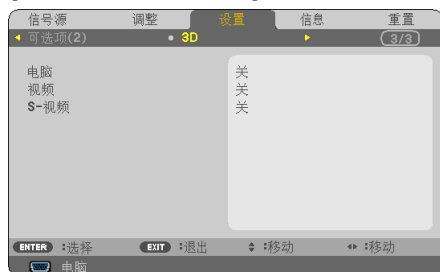 信号源 调整 设置 信息 重置
可选项(2) • 3D 3/3
电脑 关
视频 关
S-视频 关
ENTER :选择 EXIT :退出 :移动 :移动
电脑